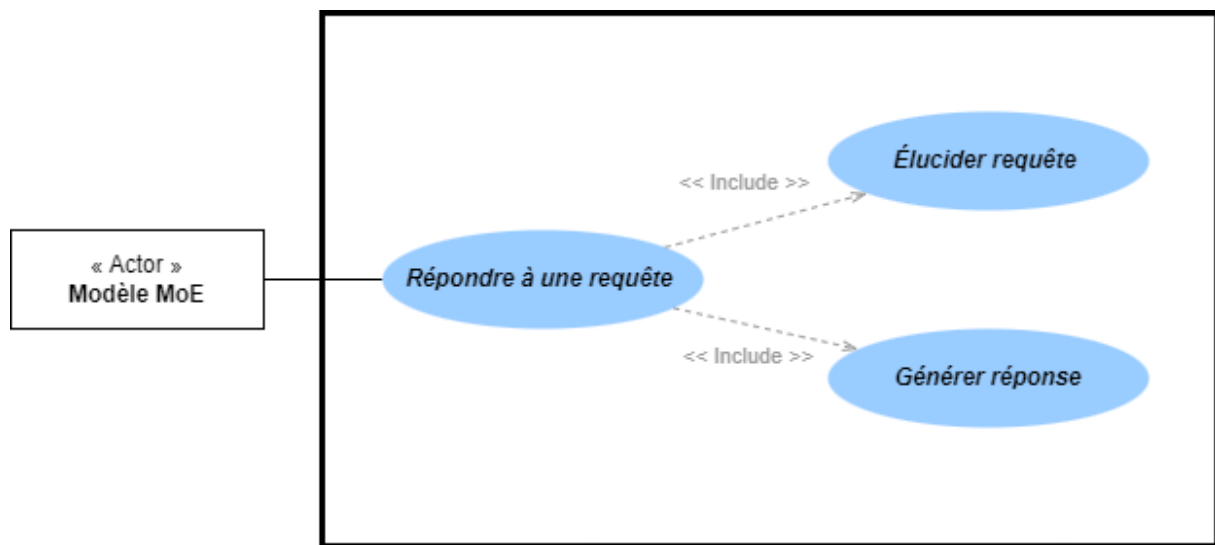 « Actor »
Modèle MoE
Répondre à une requête
<< Include >>
Élucider requête
<< Include >>
Générer réponse